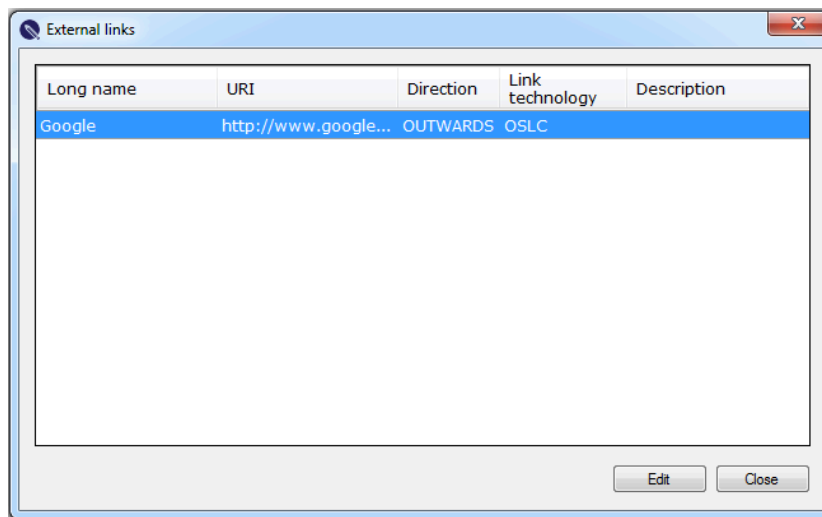 External links
Long name URI Direction Link technology Description
Google http://www.google... OUTWARDS OSLC
Edit Close